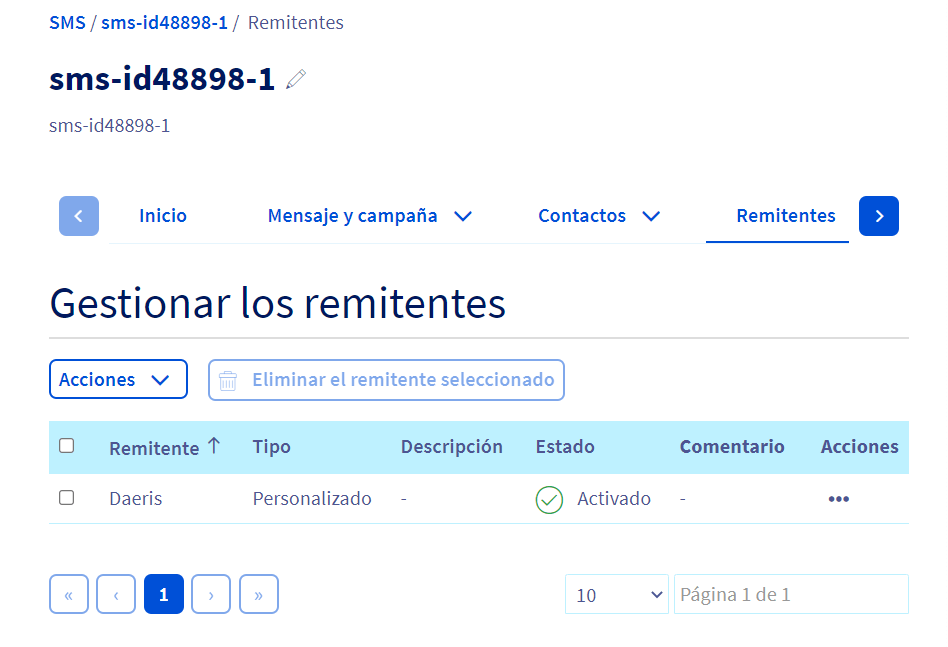 SMS / sms-id48898-1 / Remitentes
sms-id48898-1
sms-id48898-1
Inicio Mensaje y campaña Contactos Remitentes
Gestionar los remitentes
Acciones Eliminar el remitente seleccionado
Remitente ↑ Tipo Descripción Estado Comentario Acciones
Daeris Personalizado - Activado - •••
« ‹ 1 › » 10 Página 1 de 1